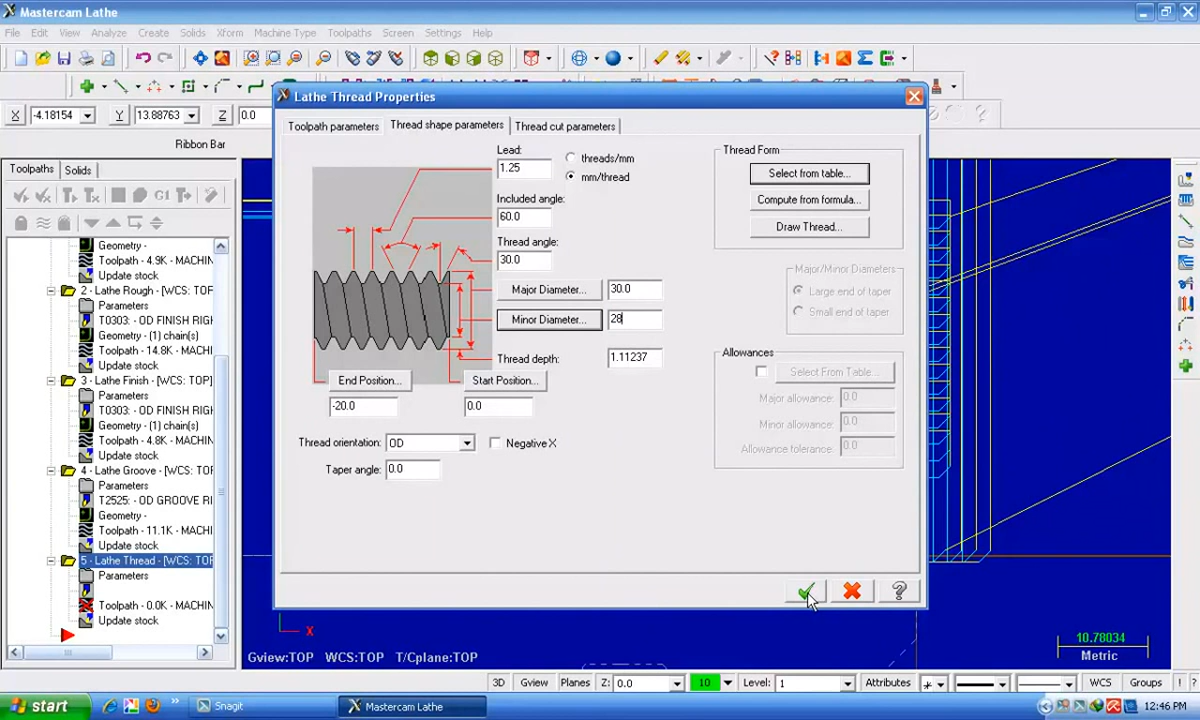 Mastercam Lathe
File Edit View Analyze Create Solids Xform Machine Type Toolpaths Screen Settings Help
X -4.18154 Y 13.88763 Z 0.0
Ribbon Bar
Toolpaths Solids
G1
Geometry -
Toolpath - 4.9K - MACHIN
Update stock
2 - Lathe Rough - [WCS: TOP
Parameters
T0303: - OD FINISH RIGH
Geometry - (1) chain(s)
Toolpath - 14.8K - MACHI
Update stock
3 - Lathe Finish - [WCS: TOP]
Parameters
T0303: - OD FINISH RIGH
Geometry - (1) chain(s)
Toolpath - 4.8K - MACHIN
Update stock
4 - Lathe Groove - [WCS: TO
Parameters
T2525: - OD GROOVE RI
Geometry -
Toolpath - 11.1K - MACHI
Update stock
5 - Lathe Thread - [WCS: TOF
Parameters
Toolpath - 0.0K - MACHIN
Update stock
Lathe Thread Properties
Toolpath parameters Thread shape parameters Thread cut parameters
Lead:
1.25
threads/mm
mm/thread
Included angle:
60.0
Thread angle:
30.0
Major Diameter... 30.0
Minor Diameter... 28
Thread depth: 1.11237
End Position... Start Position...
-20.0 0.0
Thread orientation: OD Negative X
Taper angle: 0.0
Thread Form
Select from table...
Compute from formula...
Draw Thread...
Major/Minor Diameters
Large end of taper
Small end of taper
Allowances
Select From Table...
Major allowance: 0.0
Minor allowance: 0.0
Allowance tolerance: 0.0
X
Gview:TOP WCS:TOP T/Cplane:TOP
10.78034
Metric
3D Gview Planes Z: 0.0 10 Level: 1 Attributes * WCS Groups ! ?
start Snagit Mastercam Lathe 12:46 PM